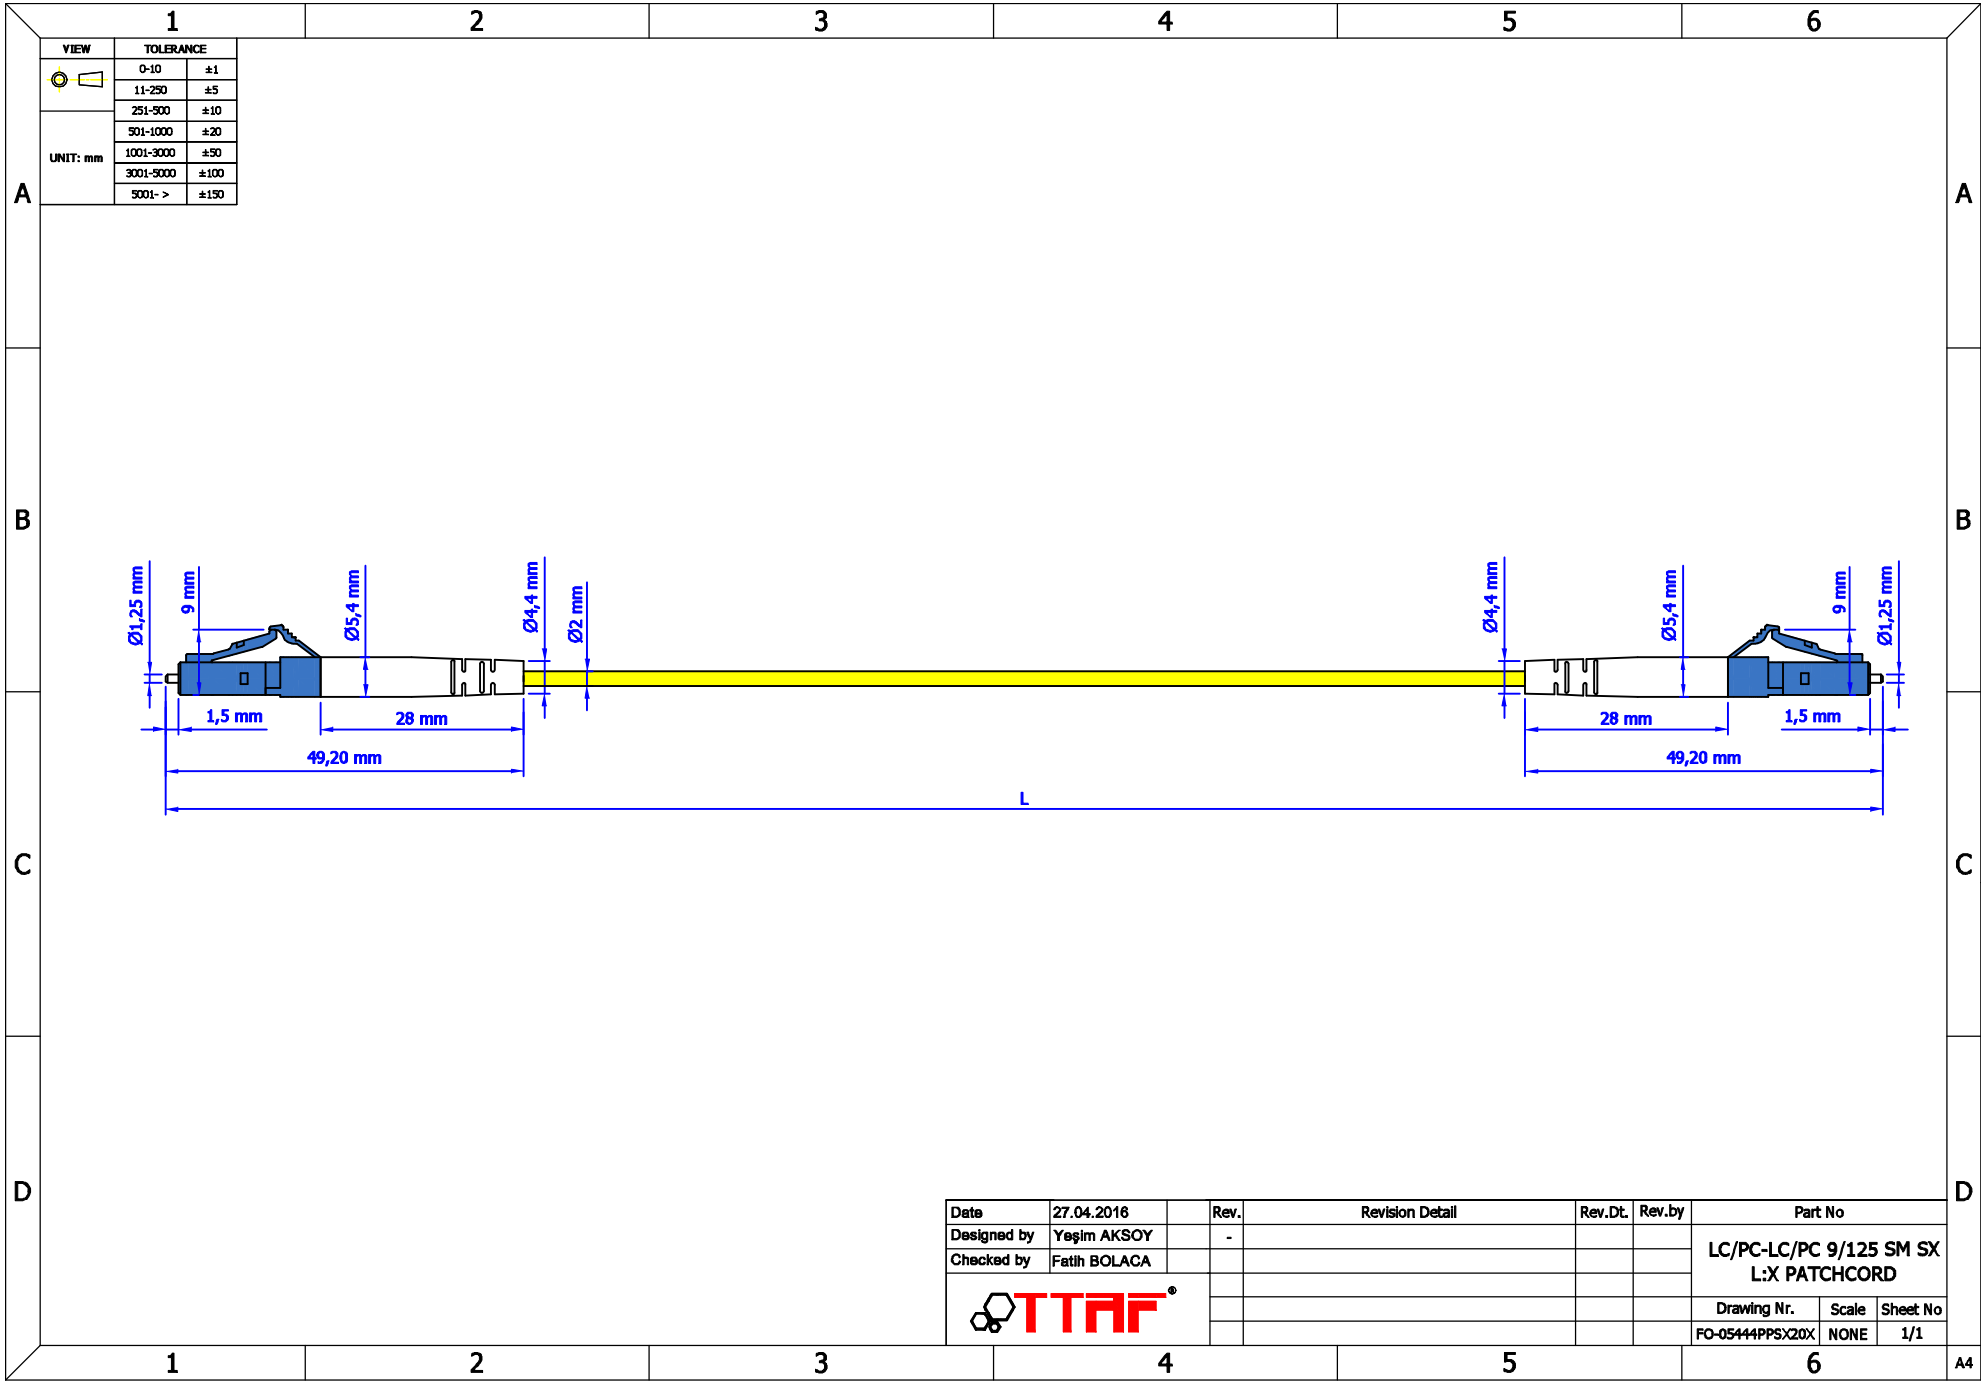 1 2 3 4 5 6
VIEW TOLERANCE
0-10 ±1
11-250 ±5
251-500 ±10
501-1000 ±20
UNIT: mm
1001-3000 ±50
3001-5000 ±100
5001- > ±150
A A
B B
Ø1,25 mm
9 mm
Ø5,4 mm
Ø4,4 mm
Ø2 mm
Ø4,4 mm
Ø5,4 mm
9 mm
Ø1,25 mm
1,5 mm 28 mm 28 mm 1,5 mm
49,20 mm 49,20 mm
L
C C
D D
Date 27.04.2016 Rev. Revision Detail Rev.Dt. Rev.by Part No
Designed by Yeşim AKSOY -
Checked by Fatih BOLACA
LC/PC-LC/PC 9/125 SM SX
L:X PATCHCORD
TTAF®
Drawing Nr. Scale Sheet No
FO-05444PPSX20X NONE 1/1
1 2 3 4 5 6 A4